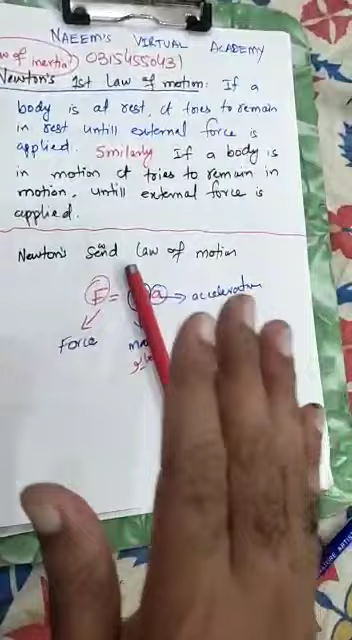 NAEEM'S VIRTUAL ACADEMY
of inertia) 03154550431
Newton's 1st Law of motion: If a
body is at rest, it tries to remain
in rest untill external force is
applied. Similarly If a body is
in motion it tries to remain in
motion, untill external force is
applied.
Newton's Law of motion
F = a → acceleration
Force